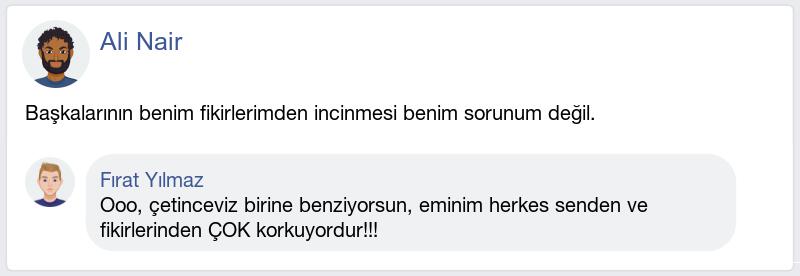 Ali Nair
Başkalarının benim fikirlerimden incinmesi benim sorunum değil.
Fırat Yılmaz
Ooo, çetinceviz birine benziyorsun, eminim herkes senden ve
fikirlerinden ÇOK korkuyordur!!!